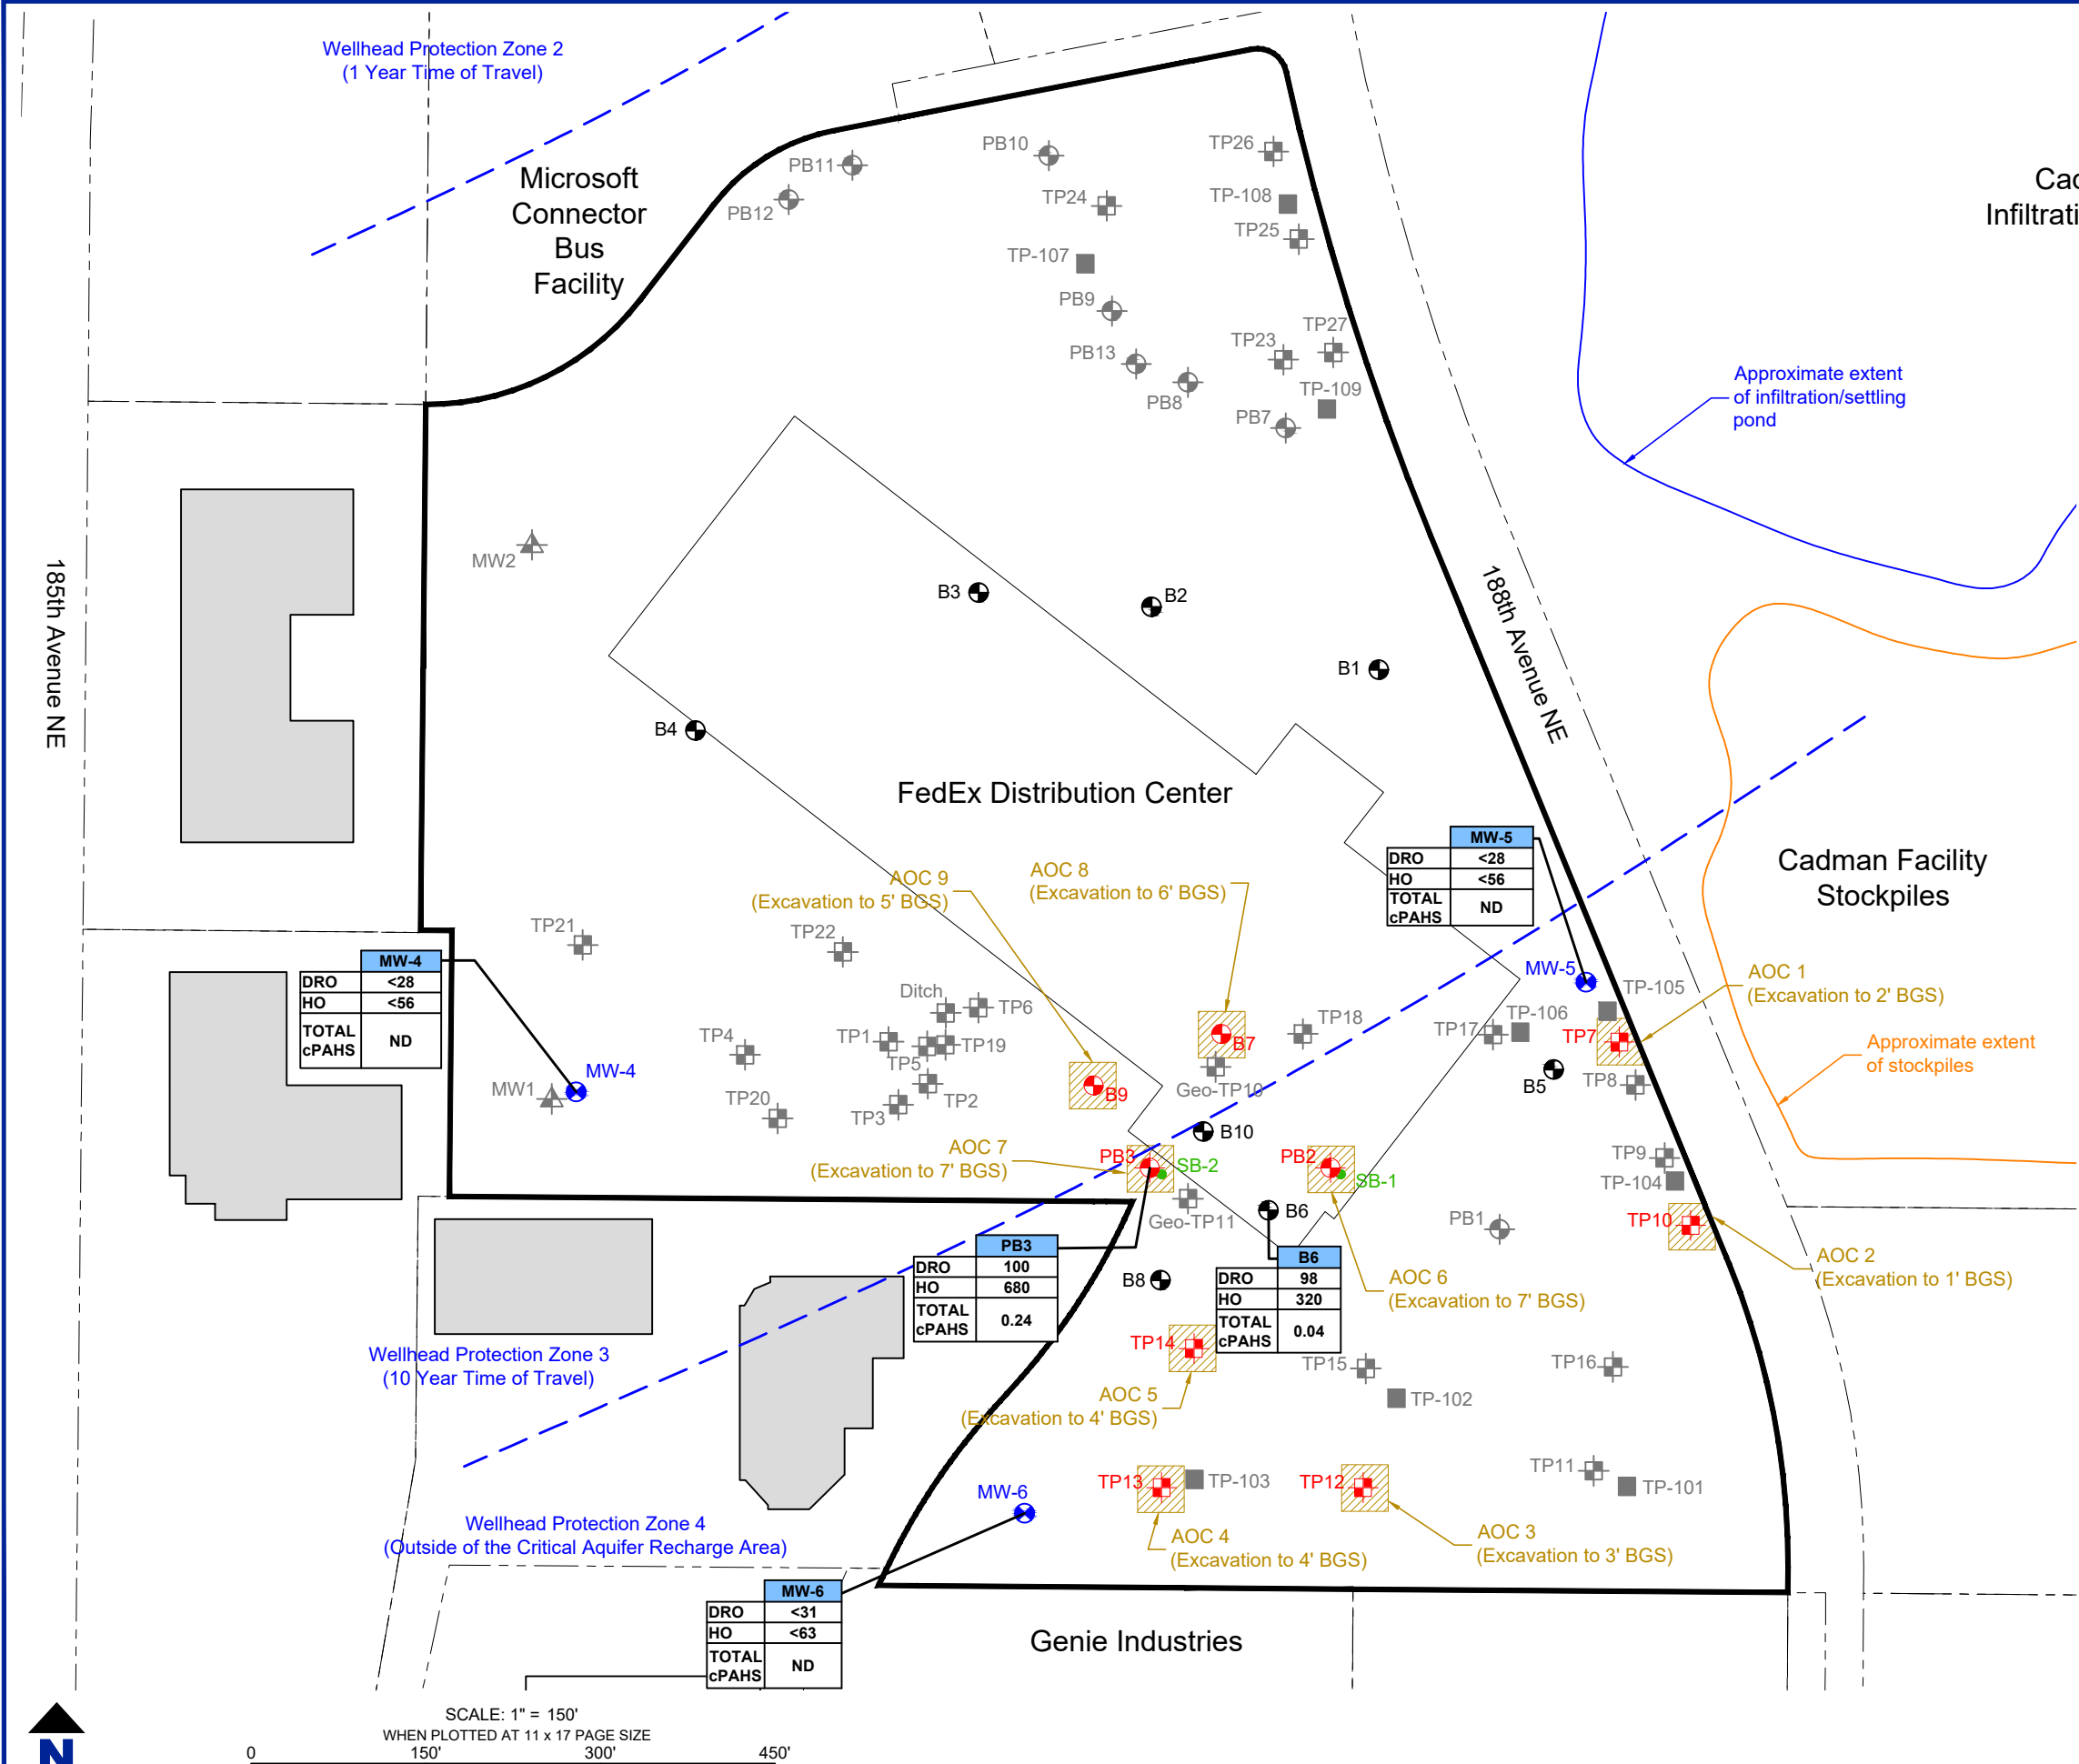 Wellhead Protection Zone 2
(1 Year Time of Travel)
Microsoft
Connector
Bus
Facility
PB11
PB12
PB10
TP24
TP-107
PB9
PB13
PB8
TP26
TP-108
TP25
TP27
TP23
TP-109
PB7
Infiltrati
Approximate extent
of infiltration/settling
pond
185th Avenue NE
188th Avenue NE
MW2
B3
B2
B1
B4
FedEx Distribution Center
Cadman Facility
Stockpiles
MW-5
DRO <28
HO <56
TOTAL
cPAHS ND
AOC 9
(Excavation to 5' BGS)
AOC 8
(Excavation to 6' BGS)
TP21
TP22
MW-4
DRO <28
HO <56
TOTAL
cPAHS ND
MW-5
TP-105
AOC 1
(Excavation to 2' BGS)
Ditch
TP6
TP4
TP1
TP5
TP19
B7
TP18
TP17
TP-106
TP7
Approximate extent
of stockpiles
MW1
MW-4
TP20
TP3
TP2
B9
Geo-TP10
B5
TP8
B10
AOC 7
(Excavation to 7' BGS)
PB3
SB-2
PB2
SB-1
TP9
TP-104
Geo-TP11
B6
PB1
TP10
PB3
DRO 100
HO 680
TOTAL
cPAHS 0.24
B8
B6
DRO 98
HO 320
TOTAL
cPAHS 0.04
AOC 6
(Excavation to 7' BGS)
AOC 2
(Excavation to 1' BGS)
Wellhead Protection Zone 3
(10 Year Time of Travel)
TP14
TP15
TP16
AOC 5
(Excavation to 4' BGS)
TP-102
TP13
TP-103
TP12
TP11
TP-101
MW-6
Wellhead Protection Zone 4
(Outside of the Critical Aquifer Recharge Area)
AOC 4
(Excavation to 4' BGS)
AOC 3
(Excavation to 3' BGS)
MW-6
DRO <31
HO <63
TOTAL
cPAHS ND
Genie Industries
SCALE: 1" = 150'
WHEN PLOTTED AT 11 x 17 PAGE SIZE
0 150' 300' 450'
N